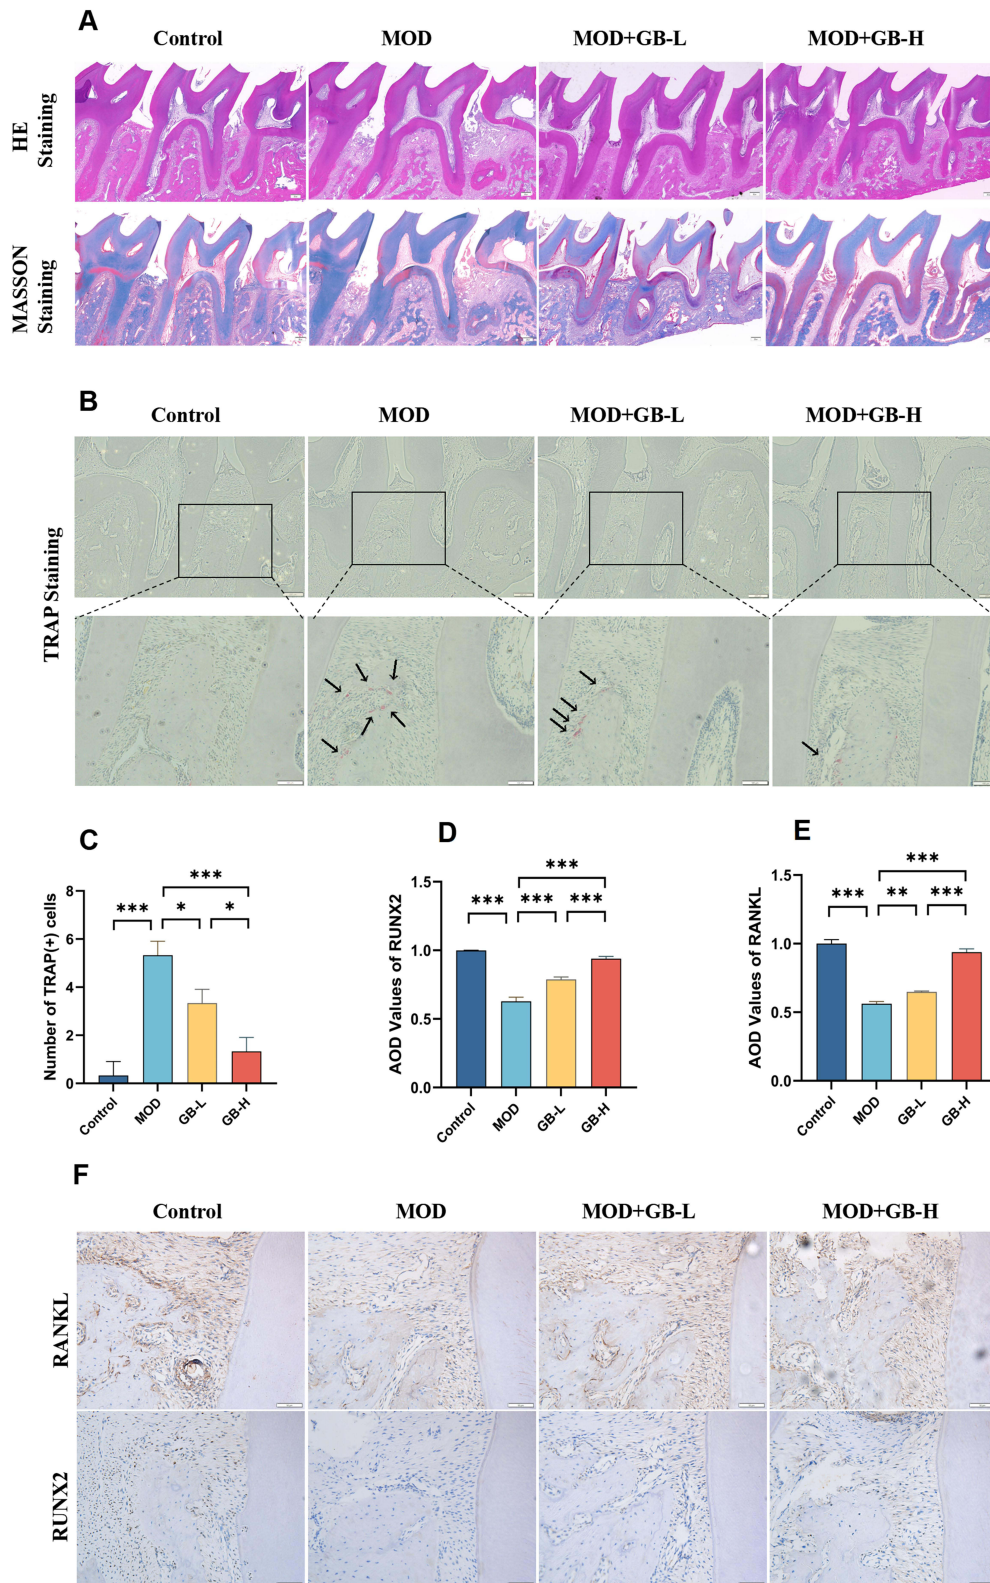 A
Control MOD MOD+GB-L MOD+GB-H
HE
Staining
MASSON
Staining
B
Control MOD MOD+GB-L MOD+GB-H
TRAP Staining
C
Number of TRAP(+) cells
8
6
4
2
0
***
***
*
*
Control MOD GB-L GB-H
D
AOD Values of RUNX2
1.5
1.0
0.5
0.0
***
***
***
***
Control MOD GB-L GB-H
E
AOD Values of RANKL
1.5
1.0
0.5
0.0
***
***
**
***
Control MOD GB-L GB-H
F
Control MOD MOD+GB-L MOD+GB-H
RANKL
RUNX2